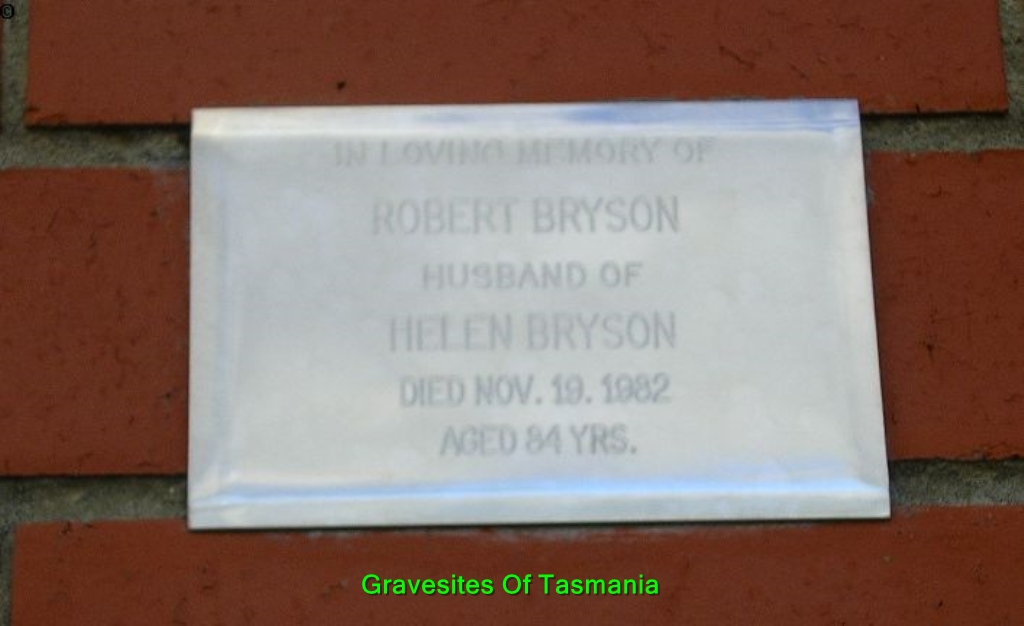 ©
IN LOVING MEMORY OF
ROBERT BRYSON
HUSBAND OF
HELEN BRYSON
DIED NOV. 19. 1982
AGED 84 YRS.
Gravesites Of Tasmania